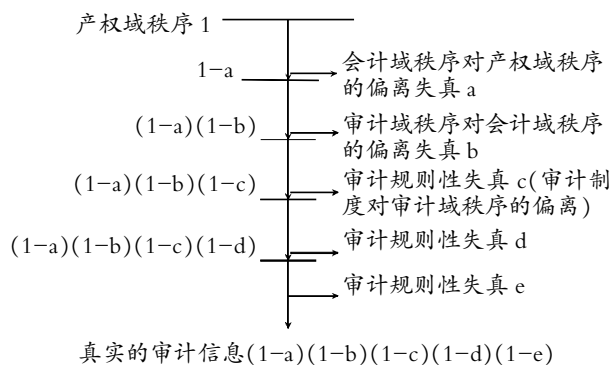 产权域秩序 1
1-a
会计域秩序对产权域秩序
的偏离失真 a
(1-a)(1-b)
审计域秩序对会计域秩序
的偏离失真 b
(1-a)(1-b)(1-c)
审计规则性失真 c(审计制
度对审计域秩序的偏离)
(1-a)(1-b)(1-c)(1-d)
审计规则性失真 d
审计规则性失真 e
真实的审计信息(1-a)(1-b)(1-c)(1-d)(1-e)